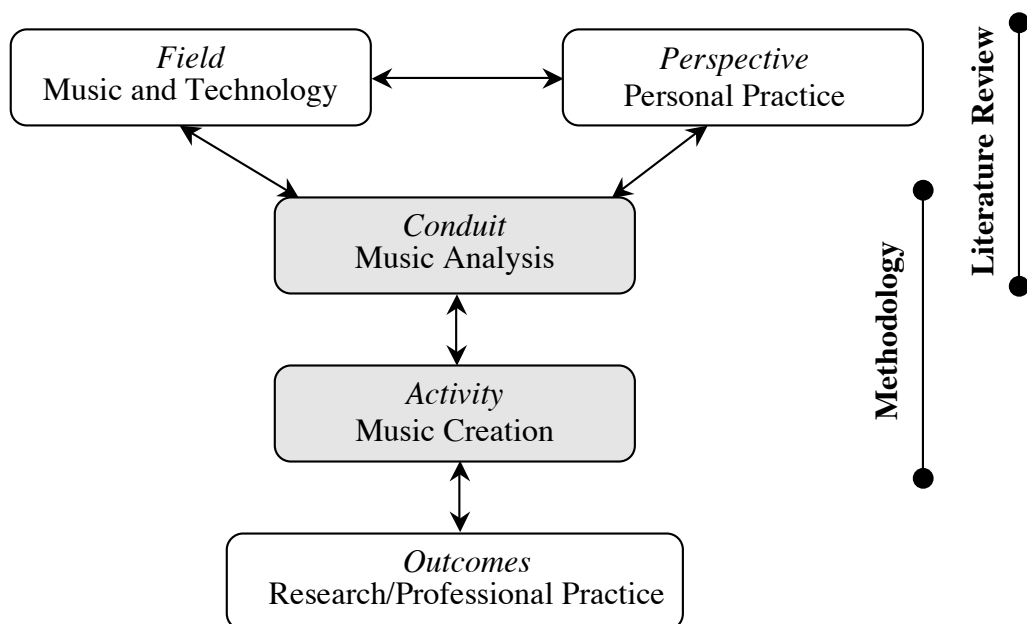 Field
Music and Technology
Perspective
Personal Practice
Conduit
Music Analysis
Activity
Music Creation
Outcomes
Research/Professional Practice
Methodology
Literature Review